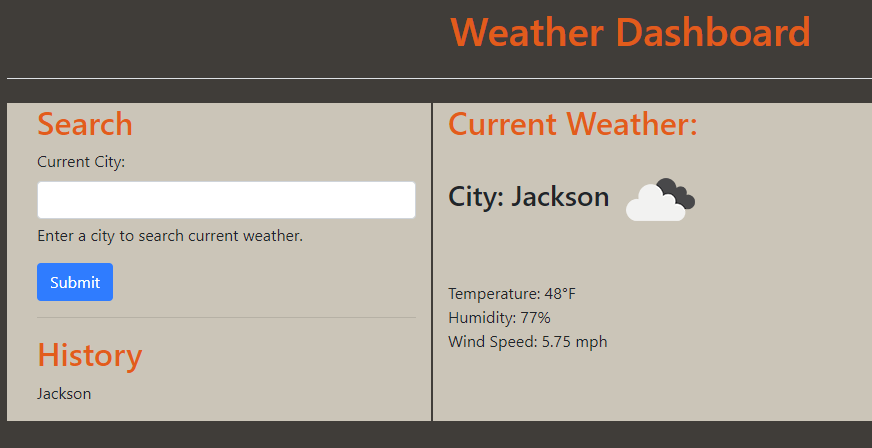 Weather Dashboard
Search
Current City:
Enter a city to search current weather.
Submit
History
Jackson
Current Weather:
City: Jackson
Temperature: 48°F
Humidity: 77%
Wind Speed: 5.75 mph